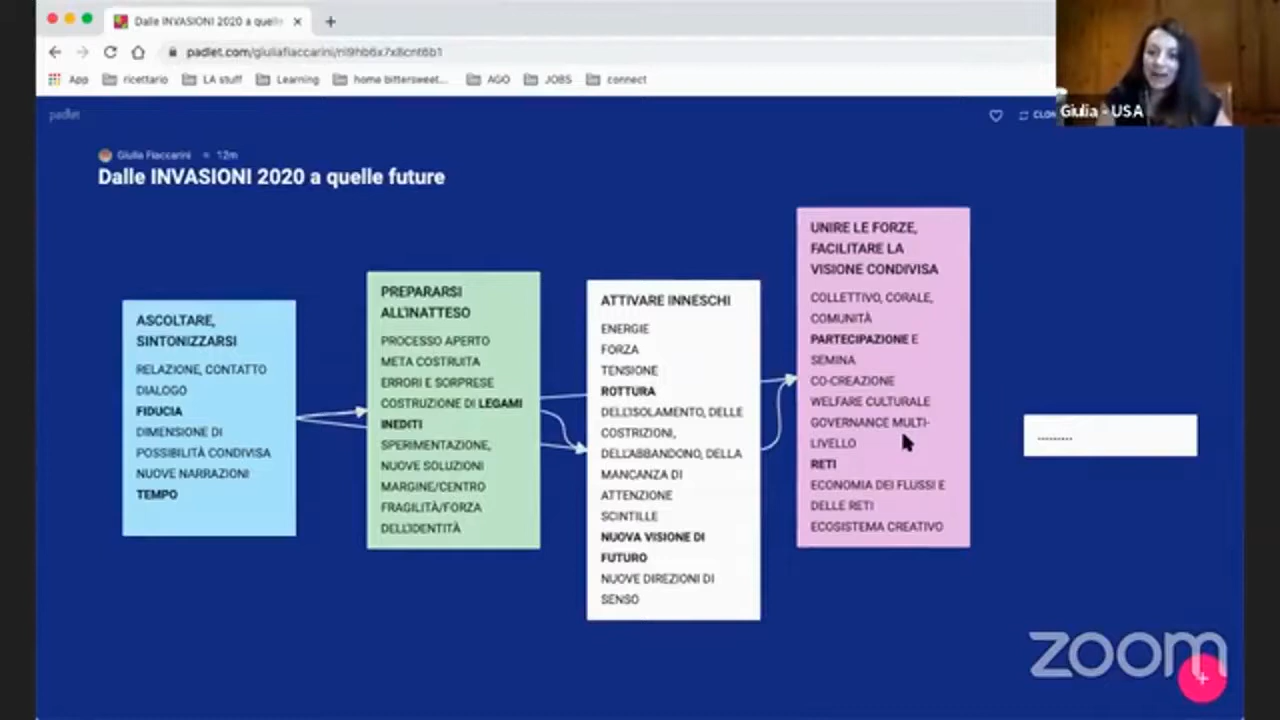 Dalle INVASIONI 2020 a quelle
padlet.com/giuliafiaccarini/
App
ricettario
LA stuff
Learning
home bittersweet...
AGO
JOBS
connect
padlet
CLON
Giulia - USA
Giulia Fiaccarini
12m
Dalle INVASIONI 2020 a quelle future
ASCOLTARE,
SINTONIZZARSI
RELAZIONE, CONTATTO
DIALOGO
FIDUCIA
DIMENSIONE DI
POSSIBILITÀ CONDIVISA
NUOVE NARRAZIONI
TEMPO
PREPARARSI
ALL'INATTESO
PROCESSO APERTO
META COSTRUITA
ERRORI E SORPRESE
COSTRUZIONE DI LEGAMI
INEDITI
SPERIMENTAZIONE,
NUOVE SOLUZIONI
MARGINE/CENTRO
FRAGILITÀ/FORZA
DELL'IDENTITÀ
ATTIVARE INNESCHI
ENERGIE
FORZA
TENSIONE
ROTTURA
DELL'ISOLAMENTO, DELLE
COSTRIZIONI,
DELL'ABBANDONO, DELLA
MANCANZA DI
ATTENZIONE
SCINTILLE
NUOVA VISIONE DI
FUTURO
NUOVE DIREZIONI DI
SENSO
UNIRE LE FORZE,
FACILITARE LA
VISIONE CONDIVISA
COLLETTIVO, CORALE,
COMUNITÀ
PARTECIPAZIONE E
SEMINA
CO-CREAZIONE
WELFARE CULTURALE
GOVERNANCE MULTI-
LIVELLO
RETI
ECONOMIA DEI FLUSSI E
DELLE RETI
ECOSISTEMA CREATIVO
.........
zoom